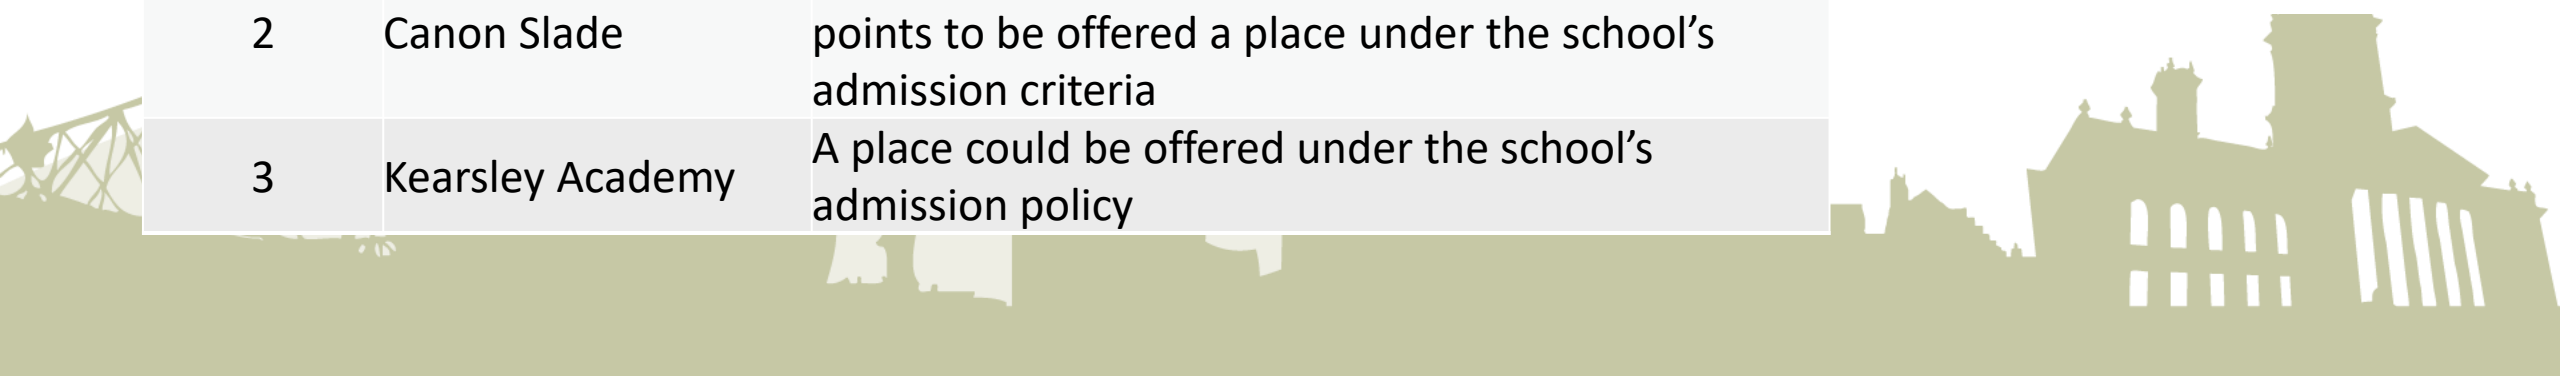 2 Canon Slade points to be offered a place under the school’s
admission criteria
3 Kearsley Academy A place could be offered under the school’s
admission policy